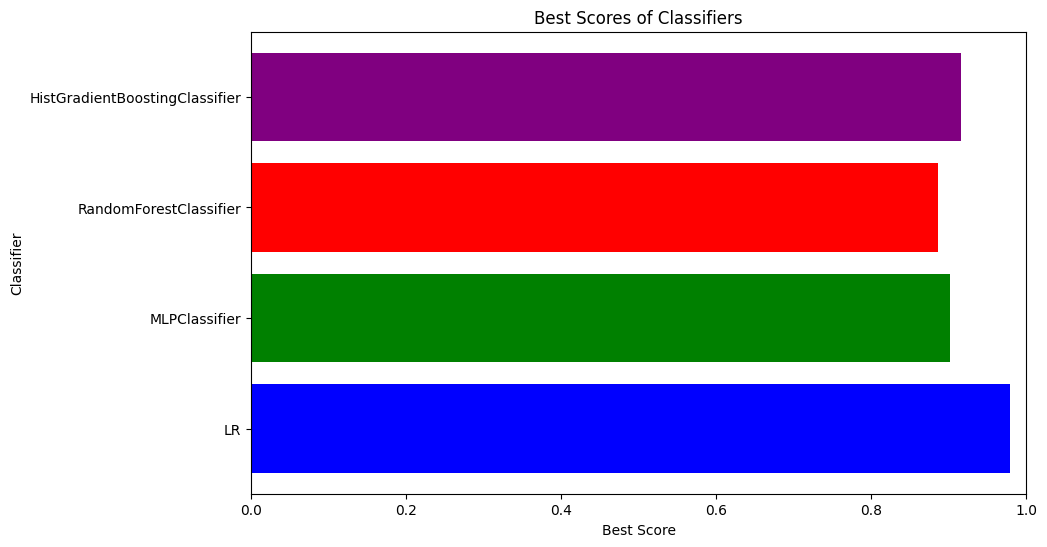 Best Scores of Classifiers
HistGradientBoostingClassifier
RandomForestClassifier
MLPClassifier
LR
Classifier
0.0 0.2 0.4 0.6 0.8 1.0
Best Score